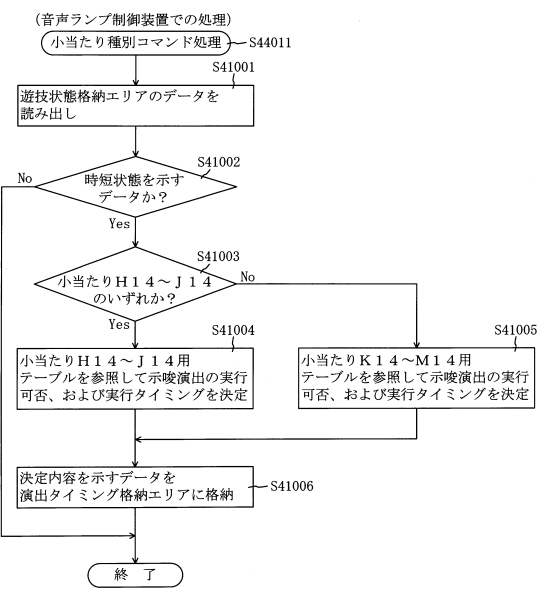 (音声ランプ制御装置での処理)
小当たり種別コマンド処理
S44011
S41001
遊技状態格納エリアのデータを
読み出し
S41002
No
時短状態を示す
データか？
Yes
S41003
小当たりＨ１４～Ｊ１４
のいずれか？
No
Yes
S41004
小当たりＨ１４～Ｊ１４用
テーブルを参照して示唆演出の実行
可否、および実行タイミングを決定
S41005
小当たりＫ１４～Ｍ１４用
テーブルを参照して示唆演出の実行
可否、および実行タイミングを決定
決定内容を示すデータを
演出タイミング格納エリアに格納
S41006
終 了